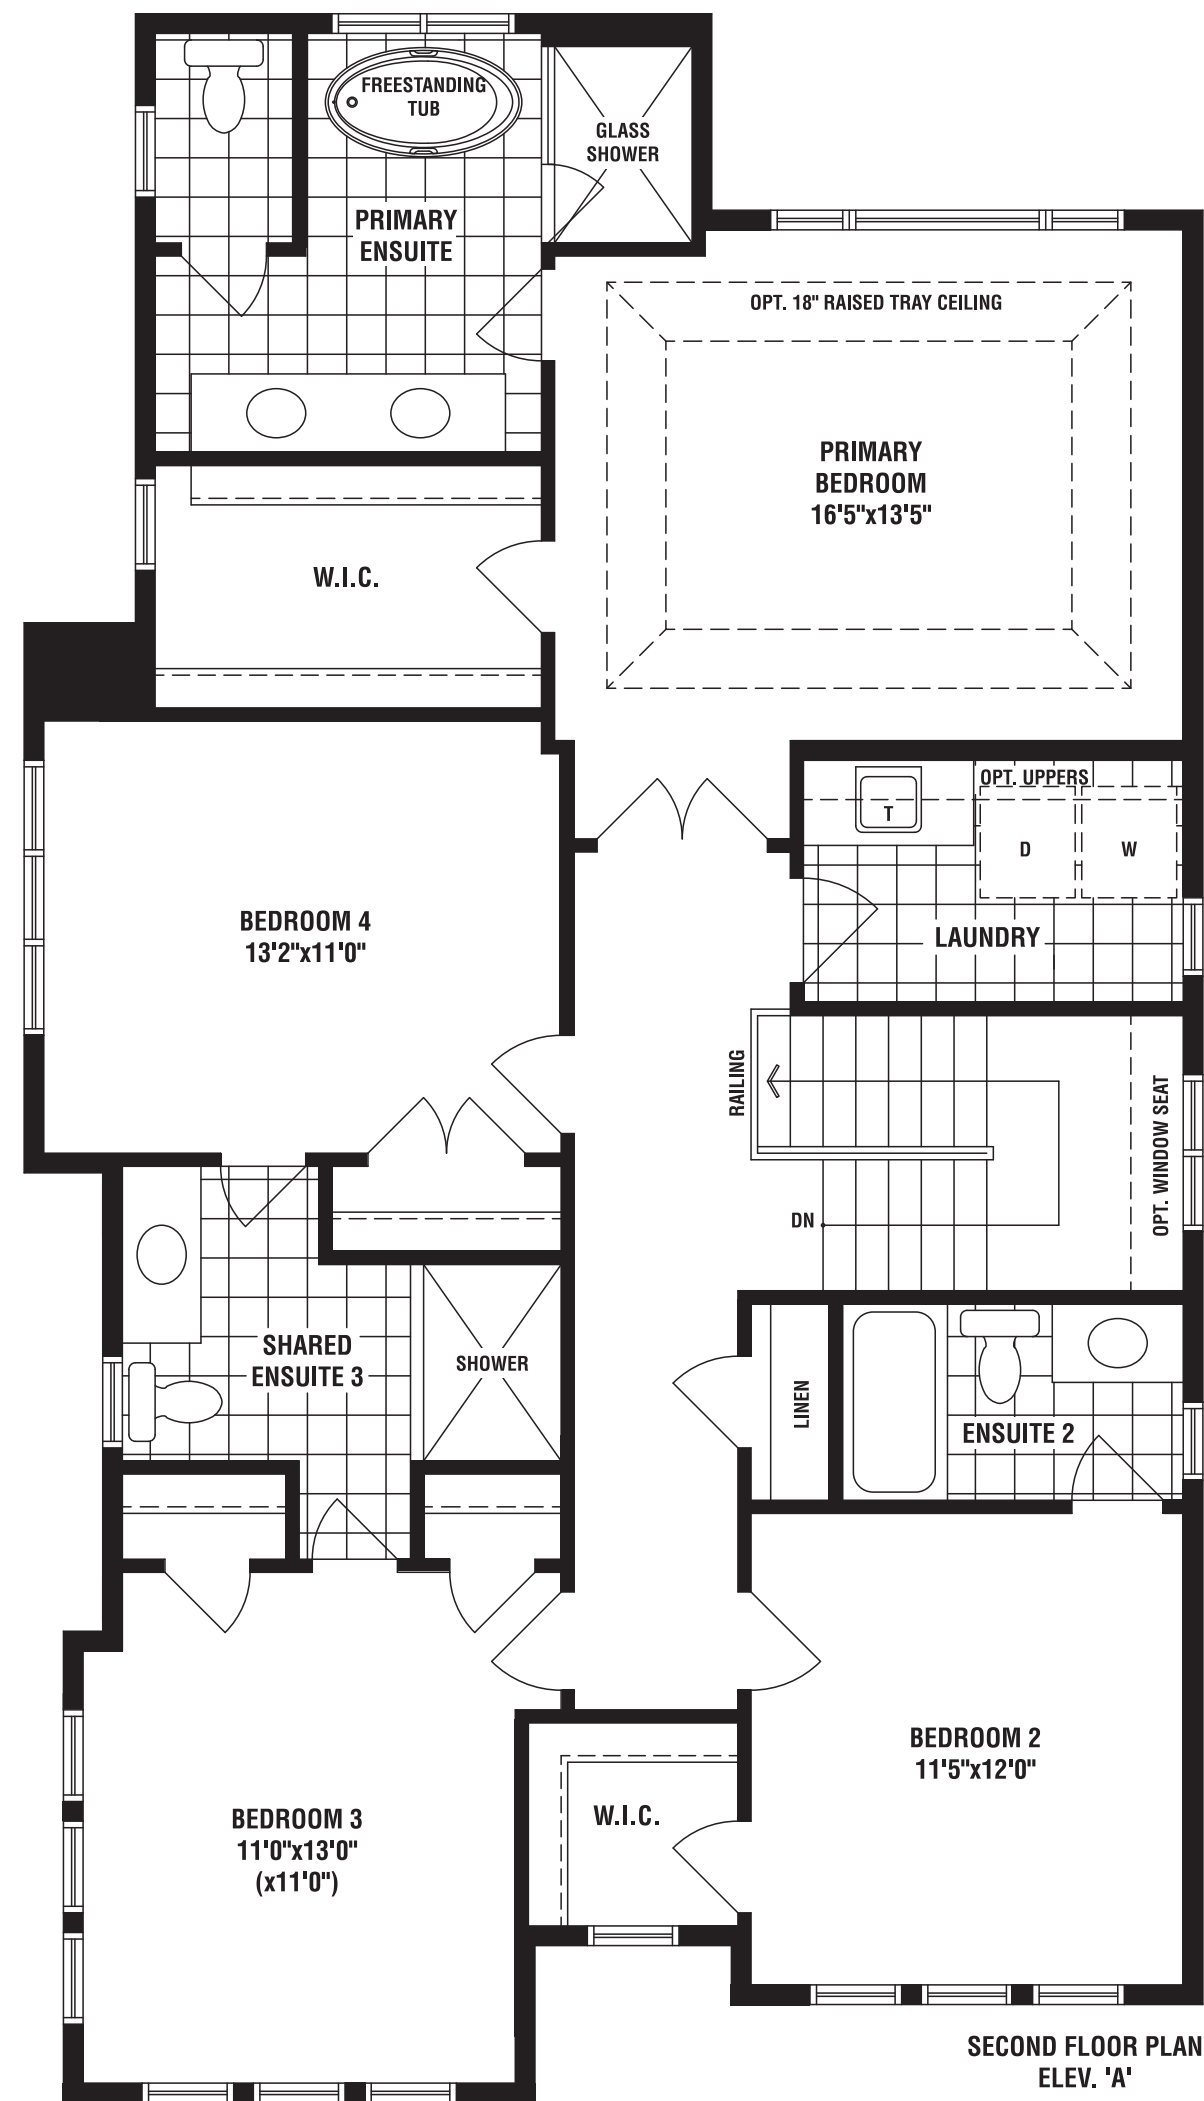 FREESTANDING
TUB
GLASS
SHOWER
PRIMARY
ENSUITE
OPT. 18" RAISED TRAY CEILING
PRIMARY
BEDROOM
16'5"x13'5"
W.I.C.
OPT. UPPERS
T
D
W
LAUNDRY
BEDROOM 4
13'2"x11'0"
RAILING
OPT. WINDOW SEAT
DN
SHARED
ENSUITE 3
SHOWER
LINEN
ENSUITE 2
BEDROOM 2
11'5"x12'0"
W.I.C.
BEDROOM 3
11'0"x13'0"
(x11'0")
SECOND FLOOR PLAN
ELEV. 'A'